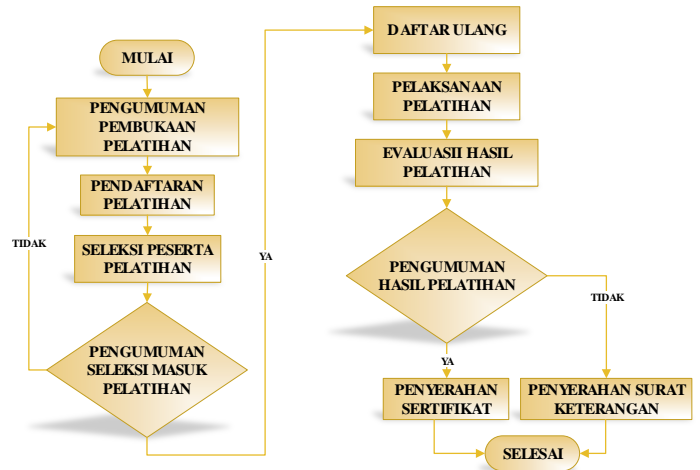 MULAI
PENGUMUMAN
PEMBUKAAN
PELATIHAN
PENDAFTARAN
PELATIHAN
SELEKSI PESERTA
PELATIHAN
TIDAK
PENGUMUMAN
SELEKSI MASUK
PELATIHAN
YA
DAFTAR ULANG
PELAKSANAAN
PELATIHAN
EVALUASII HASIL
PELATIHAN
PENGUMUMAN
HASIL PELATIHAN
TIDAK
YA
PENYERAHAN
SERTIFIKAT
PENYERAHAN SURAT
KETERANGAN
SELESAI